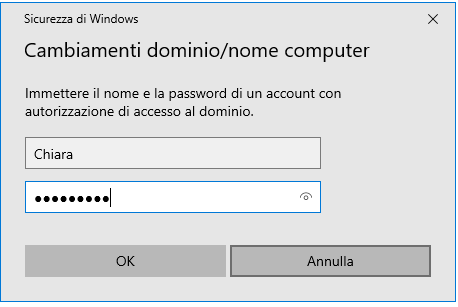 Sicurezza di Windows
Cambiamenti dominio/nome computer
Immettere il nome e la password di un account con
autorizzazione di accesso al dominio.
Chiara
●●●●●●●●●
OK
Annulla